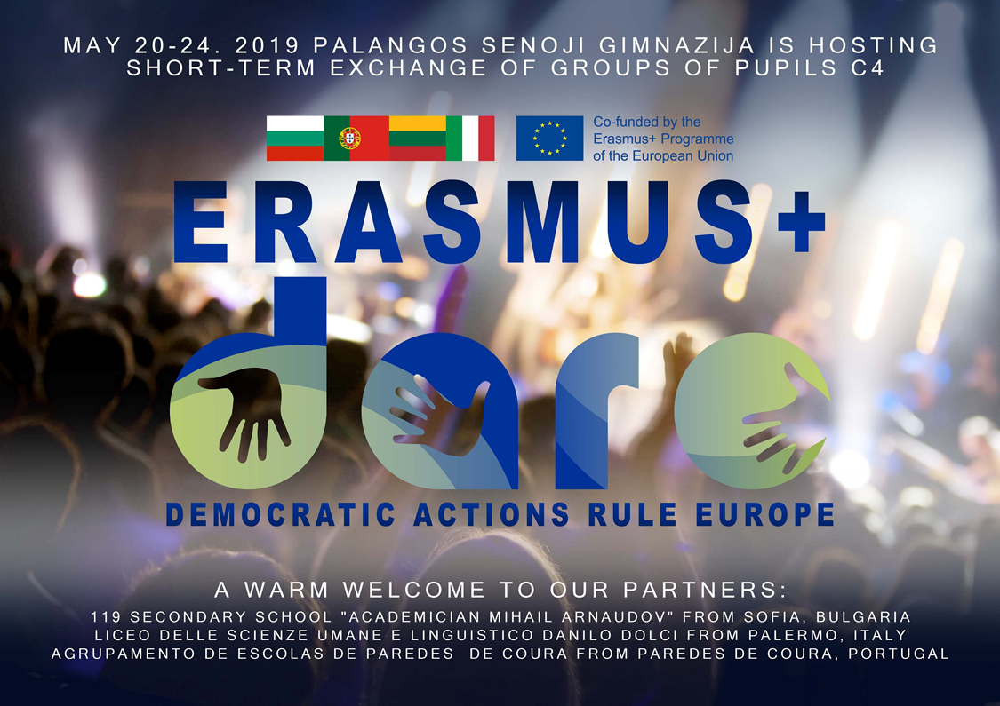 MAY 20-24. 2019 PALANGOS SENOJI GIMNAZIJA IS HOSTING
SHORT-TERM EXCHANGE OF GROUPS OF PUPILS C4
Co-funded by the
Erasmus+ Programme
of the European Union
ERASMUS+
dare
DEMOCRATIC ACTIONS RULE EUROPE
A WARM WELCOME TO OUR PARTNERS:
119 SECONDARY SCHOOL "ACADEMICIAN MIHAIL ARNAUDOV" FROM SOFIA, BULGARIA
LICEO DELLE SCIENZE UMANE E LINGUISTICO DANILO DOLCI FROM PALERMO, ITALY
AGRUPAMENTO DE ESCOLAS DE PAREDES DE COURA FROM PAREDES DE COURA, PORTUGAL